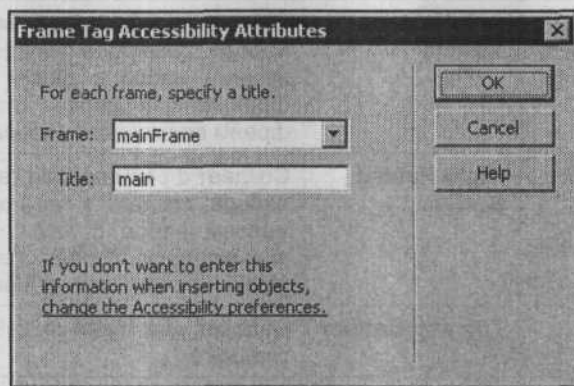 Frame Tag Accessibility Attributes
For each frame, specify a title.
Frame: mainFrame
Title: main
OK
Cancel
Help
If you don't want to enter this
information when inserting objects,
change the Accessibility preferences.